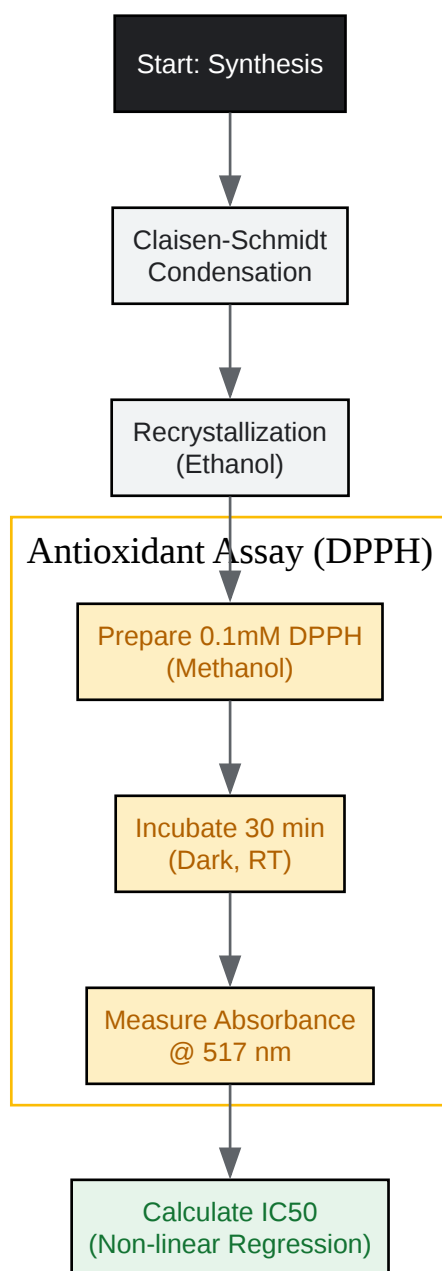 Start: Synthesis
Claisen-Schmidt
Condensation
Recrystallization
(Ethanol)
Antioxidant Assay (DPPH)
Prepare 0.1mM DPPH
(Methanol)
Incubate 30 min
(Dark, RT)
Measure Absorbance
@ 517 nm
Calculate IC50
(Non-linear Regression)